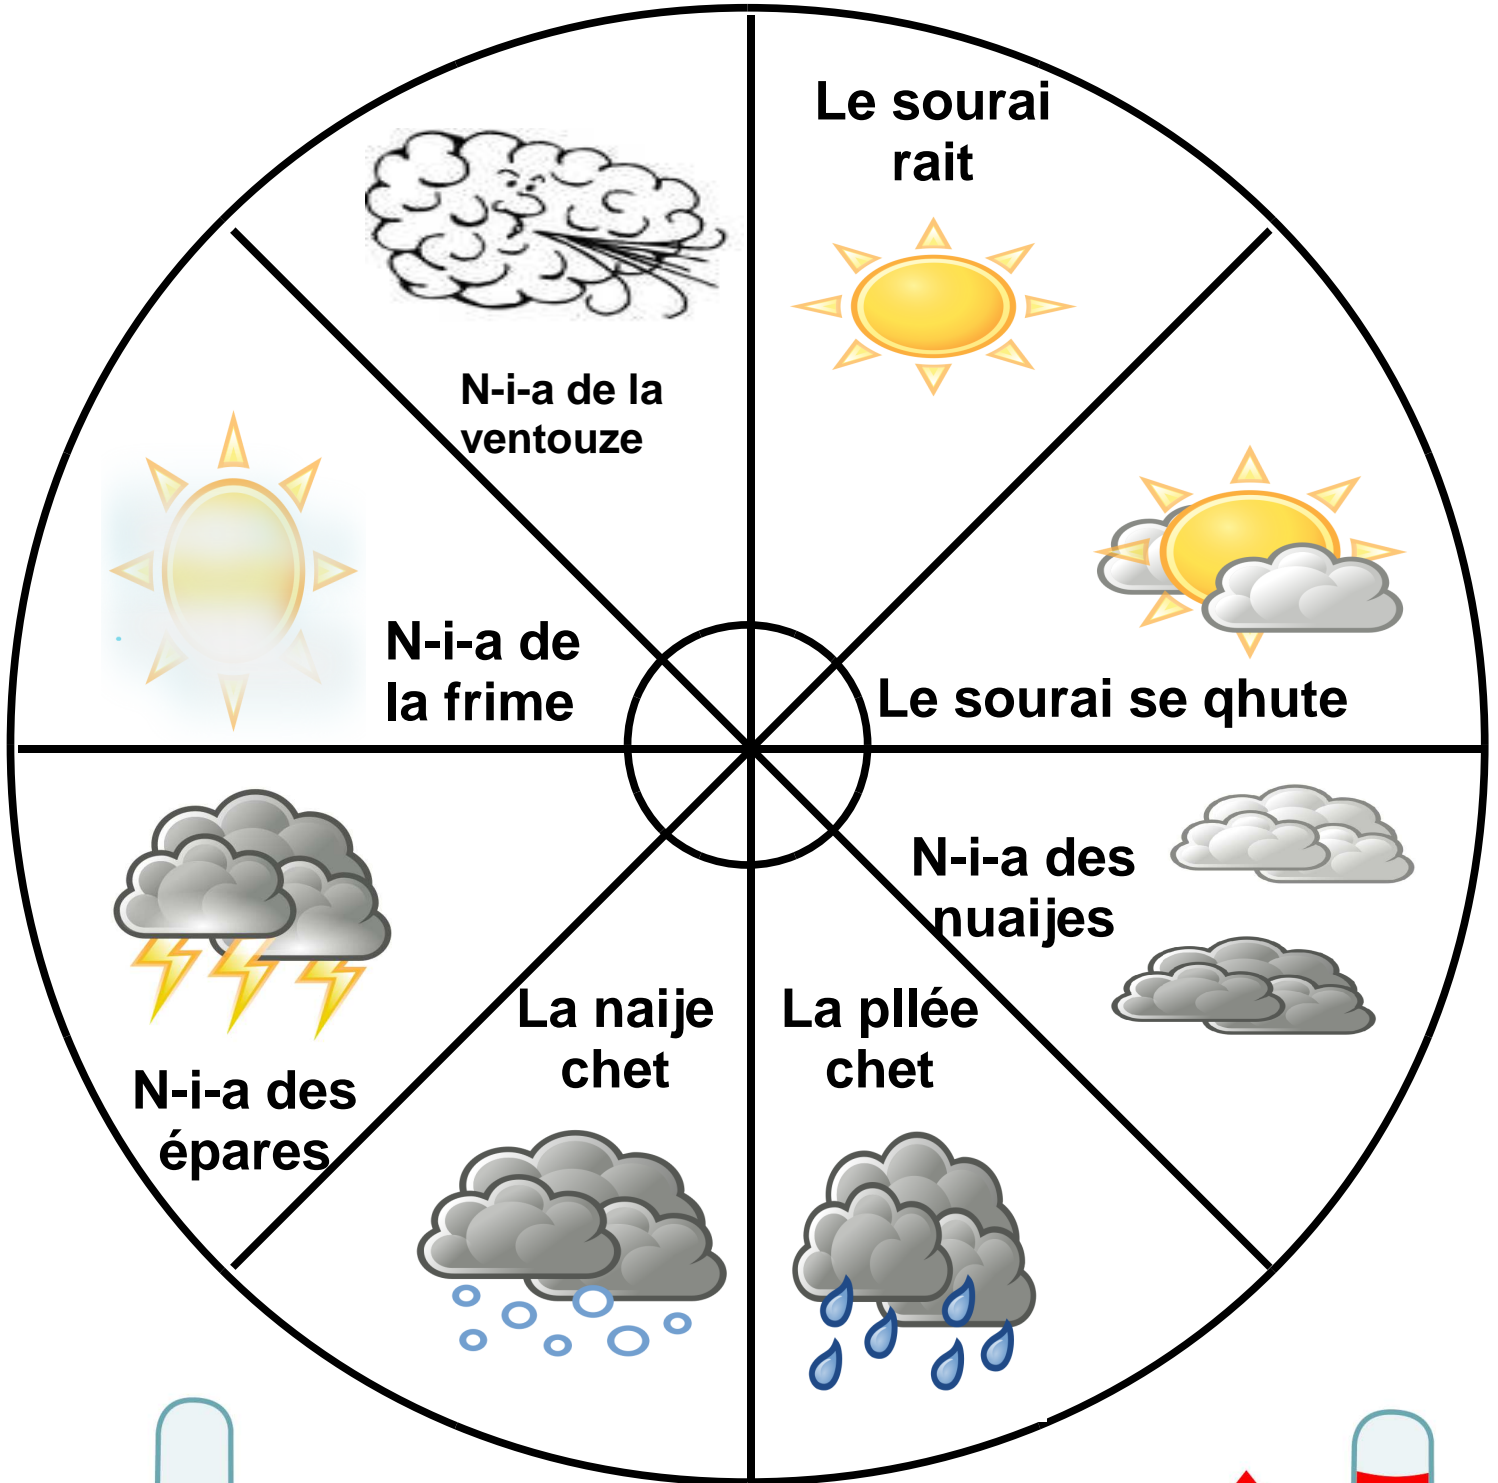 Le sourai
rait
Le sourai se qhute
N-i-a des
nuaijes
La pllée
chet
La naije
chet
N-i-a des
épares
N-i-a de
la frime
N-i-a de la
ventouze